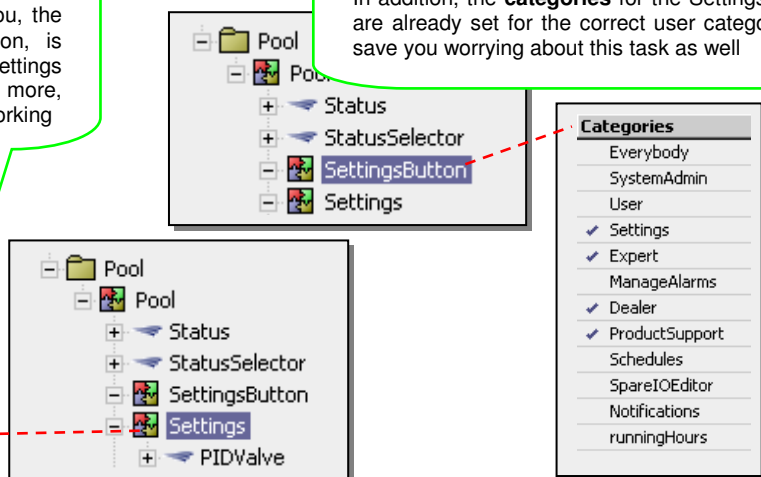 ou, the
on, is
ettings
more,
orking
In addition, the categories for the Settings
are already set for the correct user catego
save you worrying about this task as well
Pool
Status
StatusSelector
SettingsButton
Settings
Categories
Everybody
SystemAdmin
User
Settings
Expert
ManageAlarms
Dealer
ProductSupport
Schedules
SpareIOEditor
Notifications
runningHours
Pool
Pool
Status
StatusSelector
SettingsButton
Settings
PIDValve